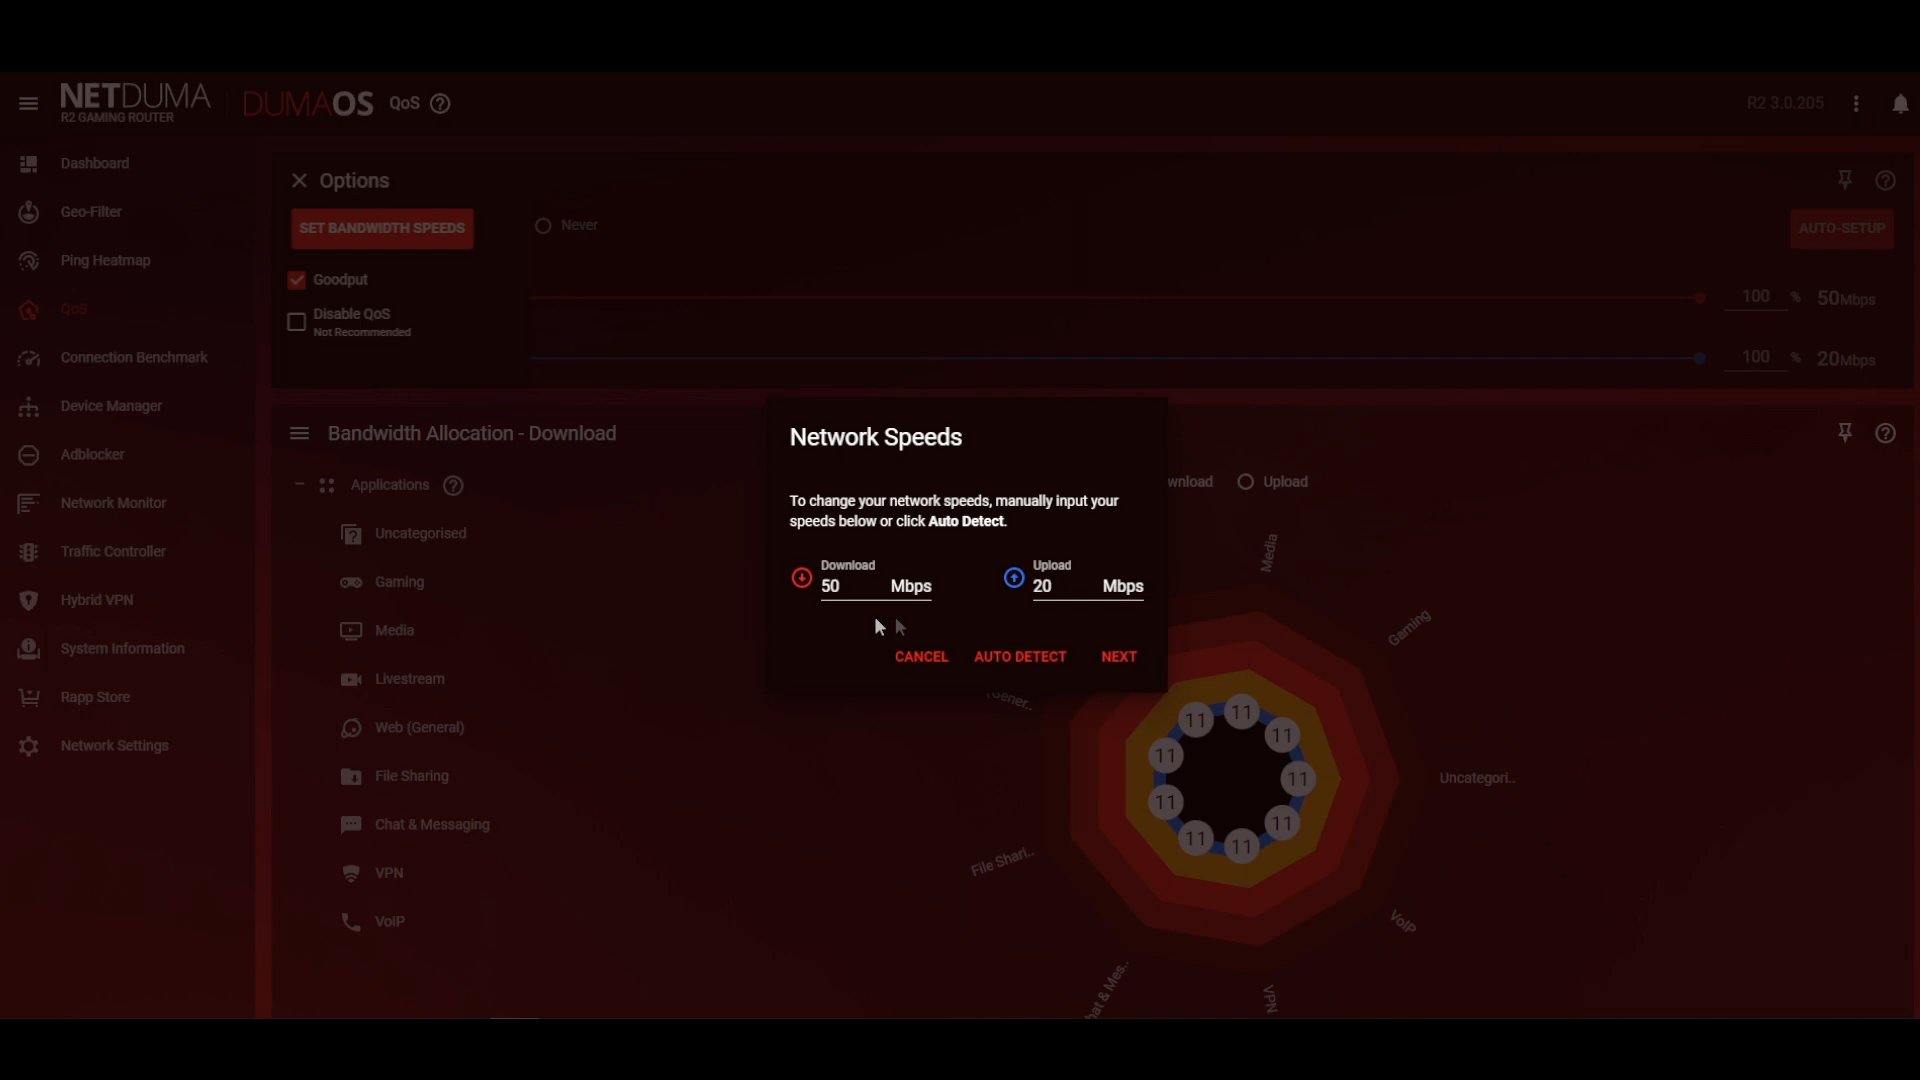 NETDUMA
R2 GAMING ROUTER
DUMAOS
QoS
R2 3.0.205
Dashboard
Geo-Filter
Ping Heatmap
QoS
Connection Benchmark
Device Manager
Adblocker
Network Monitor
Traffic Controller
Hybrid VPN
System Information
Rapp Store
Network Settings
Options
SET BANDWIDTH SPEEDS
Never
AUTO-SETUP
Goodput
Disable QoS
Not Recommended
100 % 50Mbps
100 % 20Mbps
Bandwidth Allocation - Download
Applications
Uncategorised
Gaming
Media
Livestream
Web (General)
File Sharing
Chat & Messaging
VPN
VoIP
Network Speeds
To change your network speeds, manually input your
speeds below or click Auto Detect.
Download
50 Mbps
Upload
20 Mbps
CANCEL
AUTO DETECT
NEXT
wnload
Upload
Media
Gaming
Uncategori..
VoIP
VPN
hat & Mes..
File Shari..
(Gener..
11
11
11
11
11
11
11
11
11